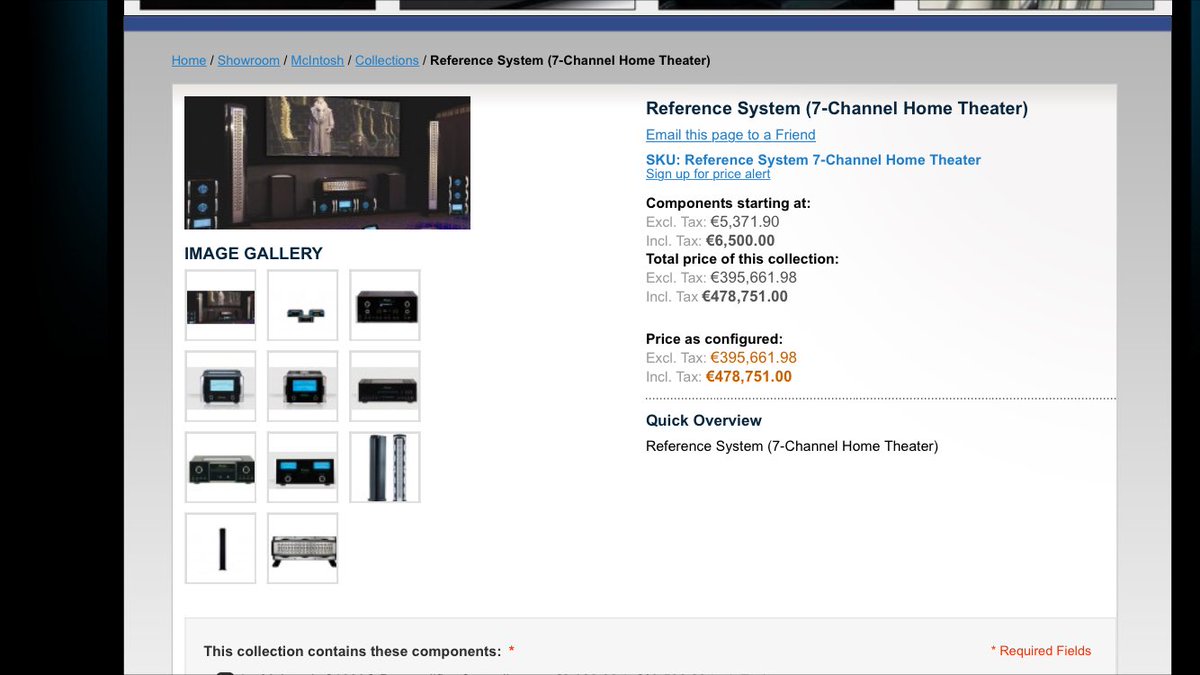 Home / Showroom / McIntosh / Collections / Reference System (7-Channel Home Theater)
Reference System (7-Channel Home Theater)
Email this page to a Friend
SKU: Reference System 7-Channel Home Theater
Sign up for price alert
Components starting at:
Excl. Tax: €5,371.90
Incl. Tax: €6,500.00
Total price of this collection:
Excl. Tax: €395,661.98
Incl. Tax €478,751.00
Price as configured:
Excl. Tax: €395,661.98
Incl. Tax: €478,751.00
Quick Overview
Reference System (7-Channel Home Theater)
IMAGE GALLERY
This collection contains these components: *
* Required Fields